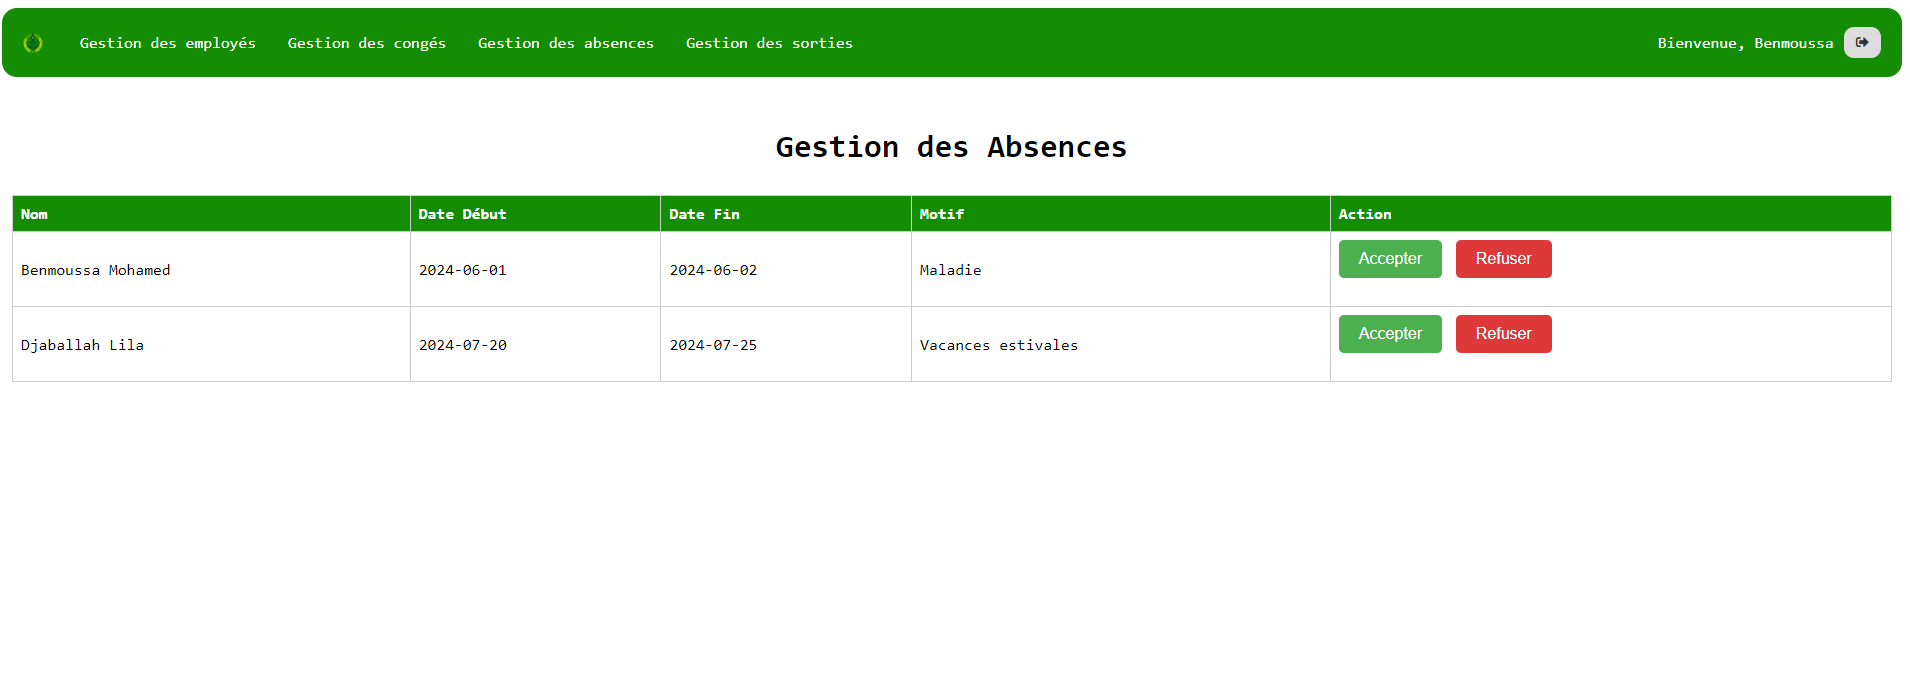 Gestion des employés Gestion des congés Gestion des absences Gestion des sorties Bienvenue, Benmoussa
Gestion des Absences
Nom Date Début Date Fin Motif Action
Benmoussa Mohamed 2024-06-01 2024-06-02 Maladie Accepter Refuser
Djaballah Lila 2024-07-20 2024-07-25 Vacances estivales Accepter Refuser